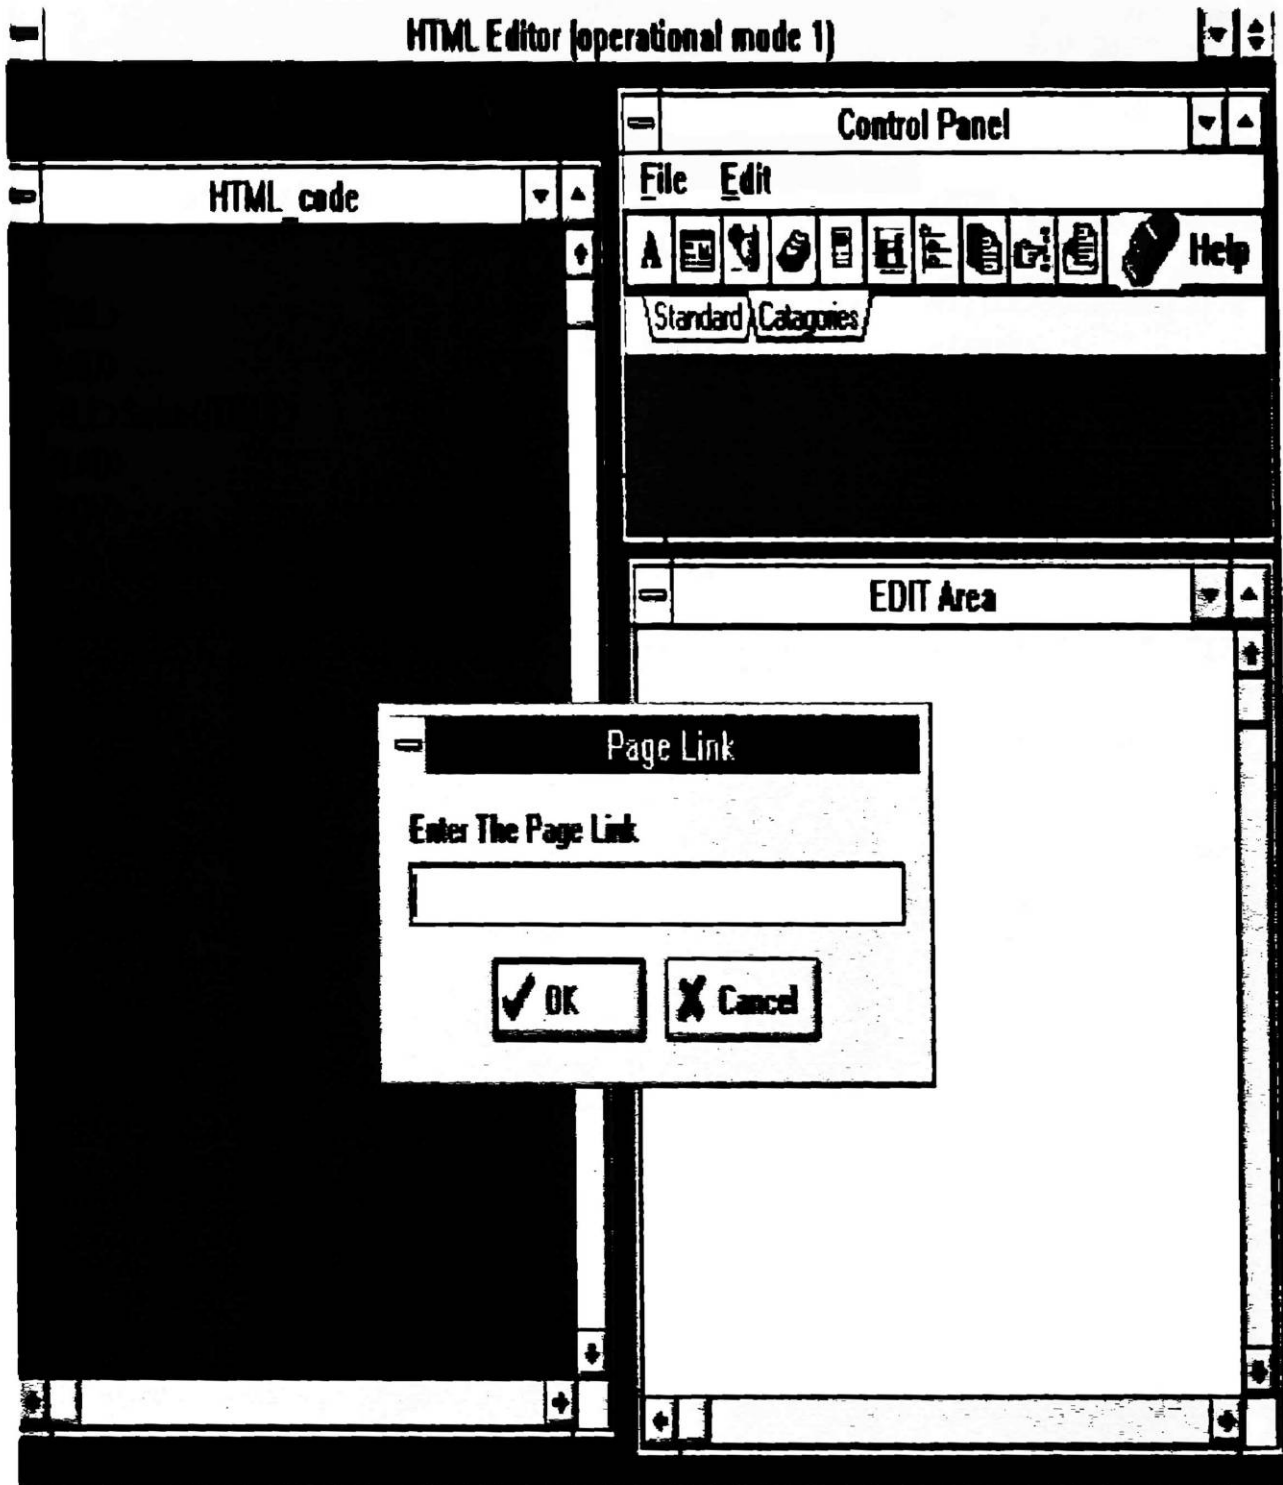 HTML Editor (operational mode 1)
Control Panel
File Edit
Help
Standard Catagories
HTML_code
EDIT Area
Page Link
Enter The Page Link
OK Cancel